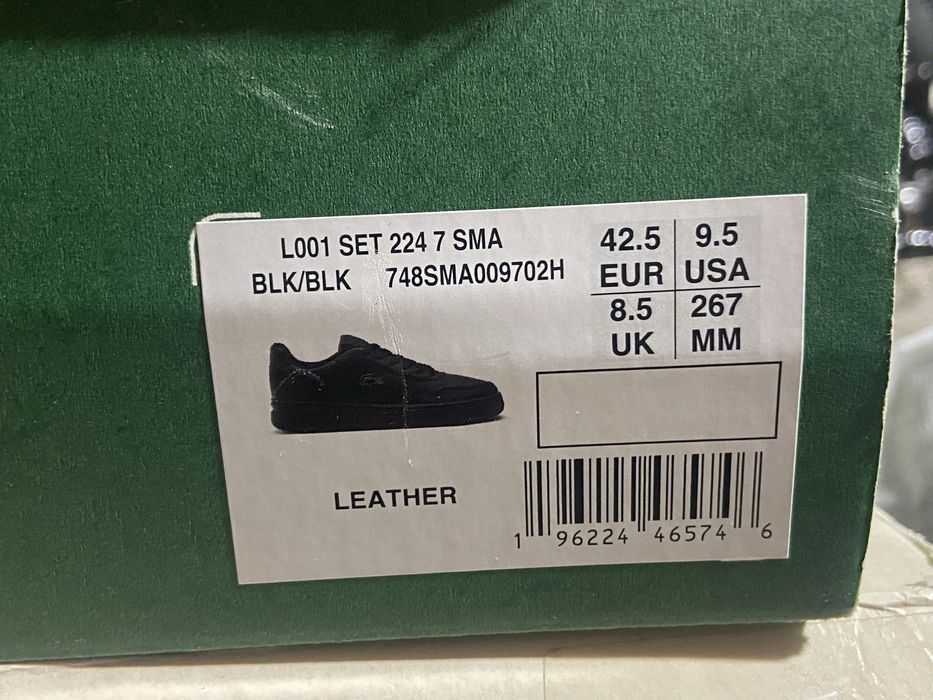 L001 SET 224 7 SMA
BLK/BLK 748SMA009702H
42.5 9.5
EUR USA
8.5 267
UK MM
LEATHER
1 96224 46574 6